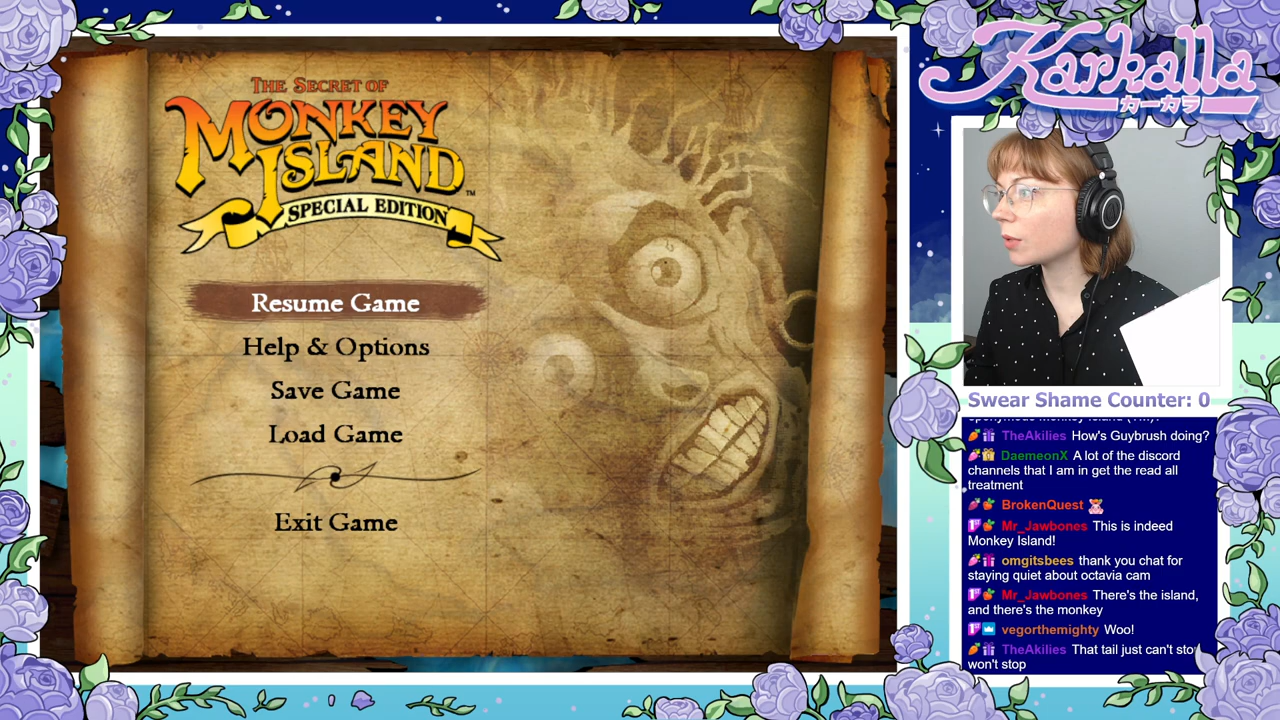 THE SECRET OF
MONKEY
ISLAND
TM
SPECIAL EDITION
Resume Game
Help & Options
Save Game
Load Game
Exit Game
Karkalla
カーカラ
Swear Shame Counter: 0
TheAkilies How's Guybrush doing?
DaemeonX A lot of the discord
channels that I am in get the read all
treatment
BrokenQuest
Mr_Jawbones This is indeed
Monkey Island!
omgitsbees thank you chat for
staying quiet about octavia cam
Mr_Jawbones There's the island,
and there's the monkey
vegorthemighty Woo!
TheAkilies That tail just can't stop
won't stop